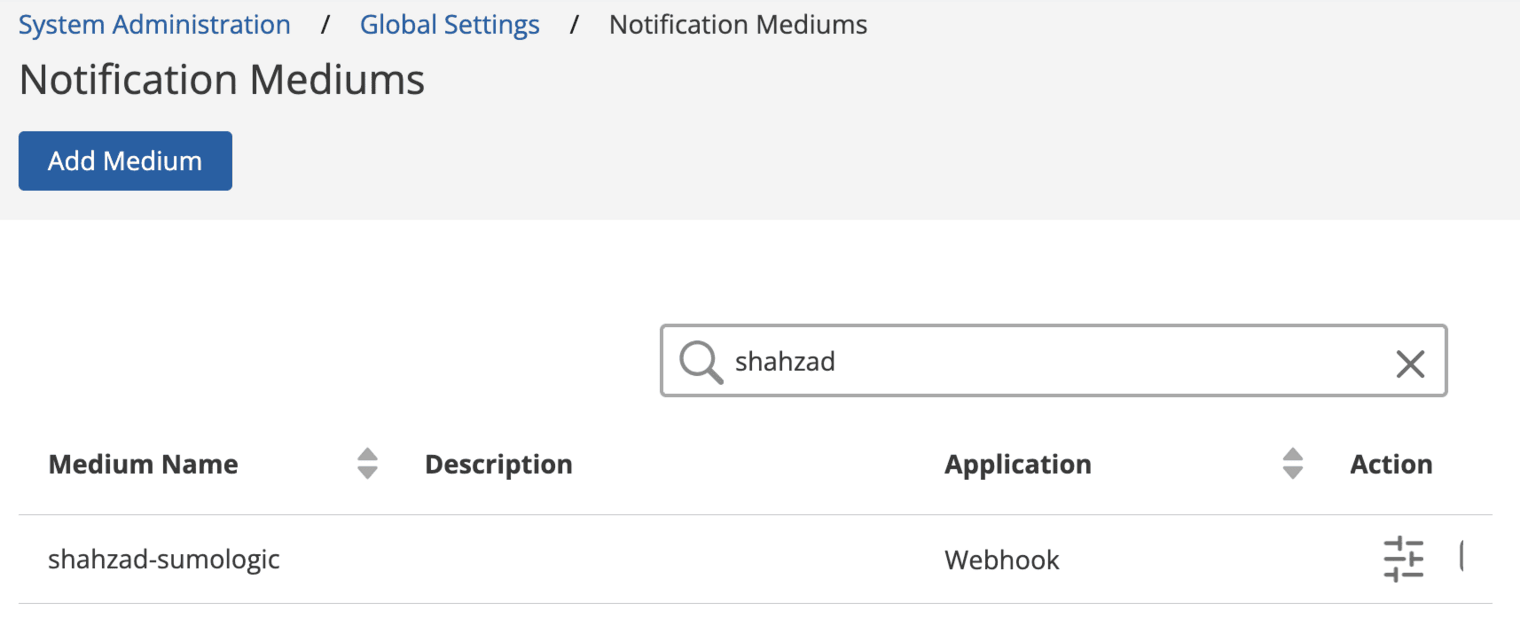 System Administration / Global Settings / Notification Mediums
Notification Mediums
Add Medium
shahzad
Medium Name Description Application Action
shahzad-sumologic Webhook